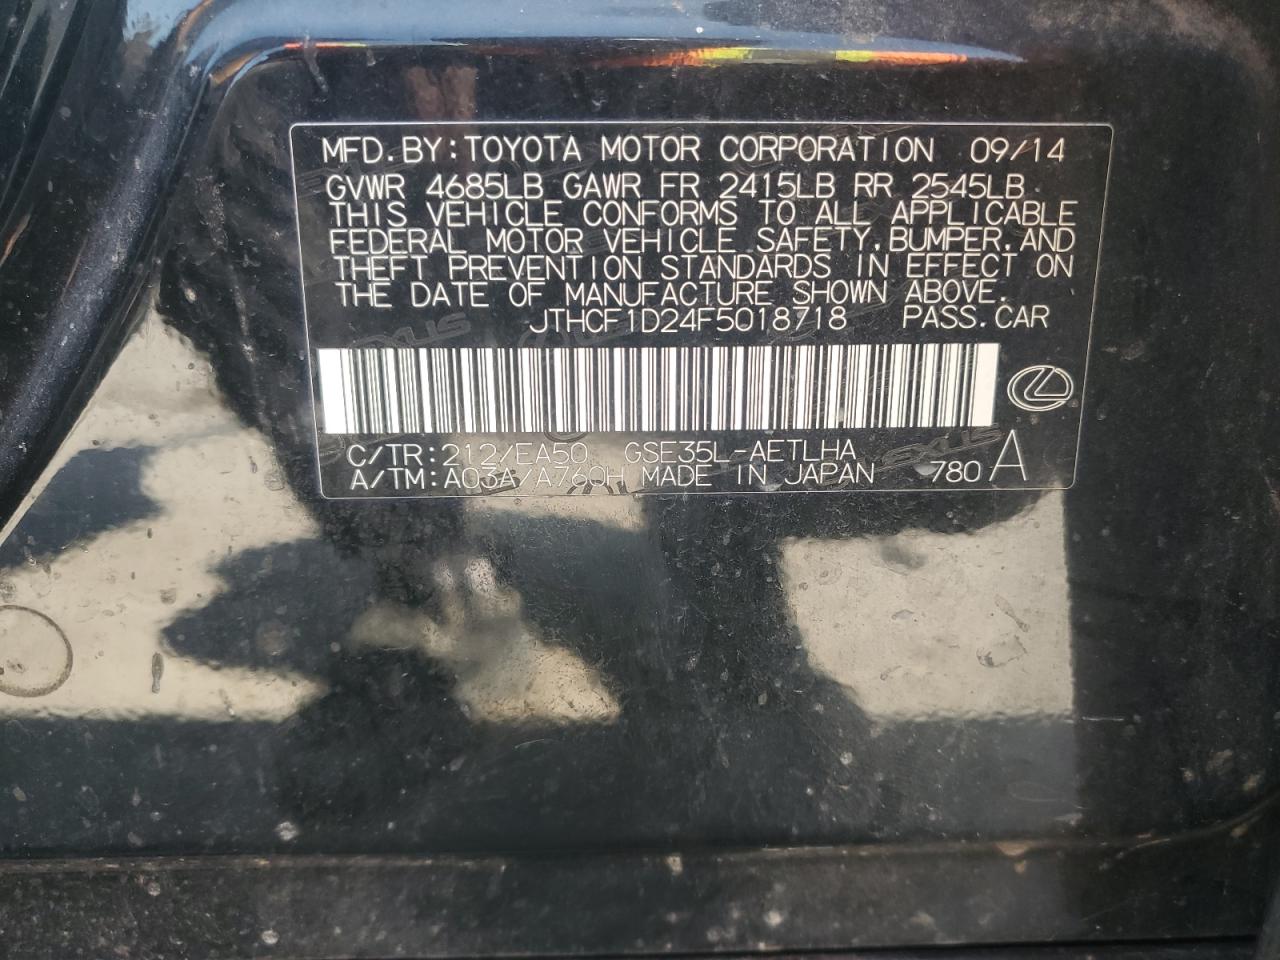 MFD.BY:TOYOTA MOTOR CORPORATION 09/14
GVWR 4685LB GAWR FR 2415LB RR 2545LB
THIS VEHICLE CONFORMS TO ALL APPLICABLE
FEDERAL MOTOR VEHICLE SAFETY,BUMPER,AND
THEFT PREVENTION STANDARDS IN EFFECT ON
THE DATE OF MANUFACTURE SHOWN ABOVE.
JTHCF1D24F5018718 PASS.CAR
C/TR:212/EA50 GSE35L-AETLHA
A/TM:A03A/A760H MADE IN JAPAN 780 A